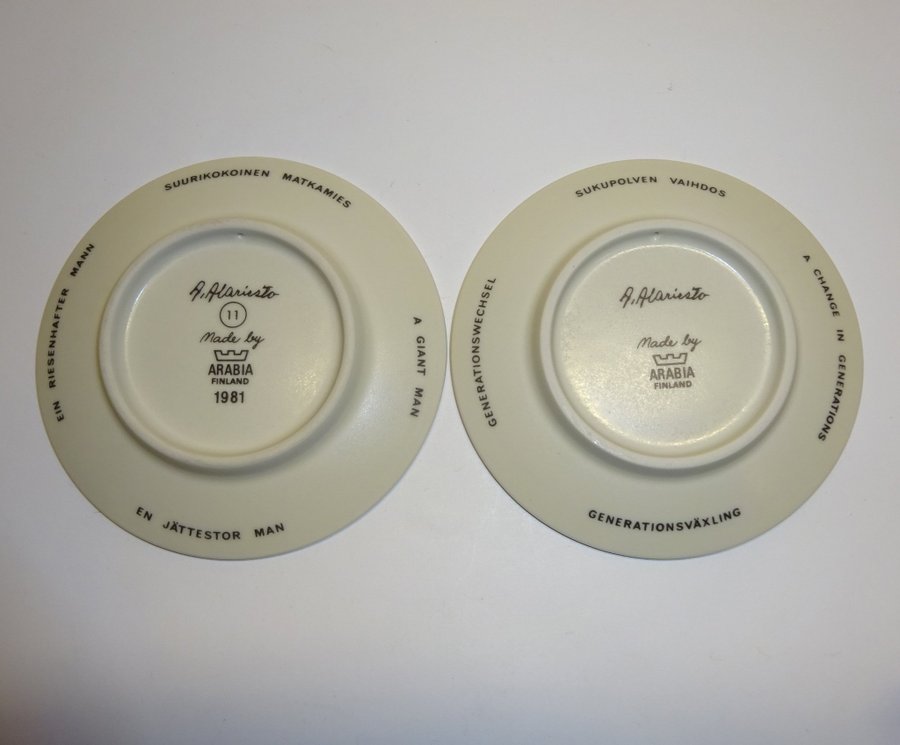 SUURIKOKOINEN MATKAMIES
A GIANT MAN
EN JÄTTESTOR MAN
EIN RIESENHAFTER MANN
A. Alariesto
11
Made by
ARABIA
FINLAND
1981
SUKUPOLVEN VAIHDOS
A CHANGE IN GENERATIONS
GENERATIONSVÄXLING
GENERATIONSWECHSEL
A. Alariesto
Made by
ARABIA
FINLAND